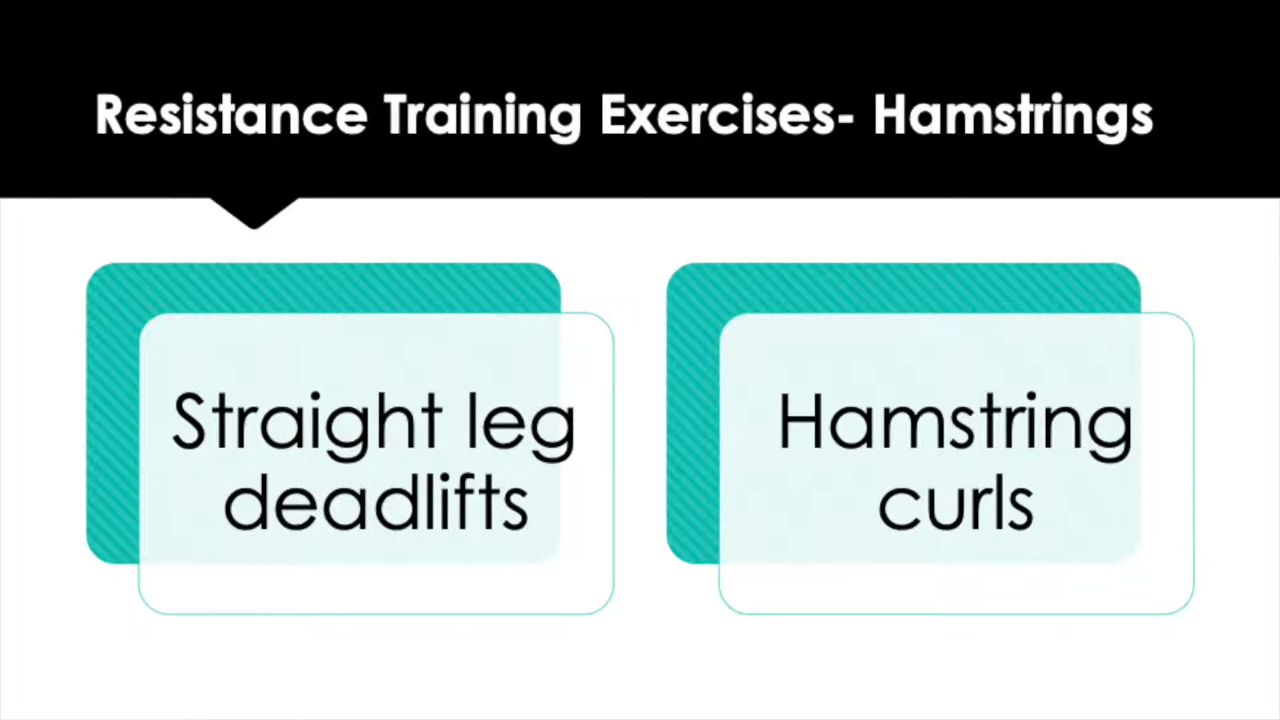 Resistance Training Exercises- Hamstrings
Straight leg
deadlifts
Hamstring
curls